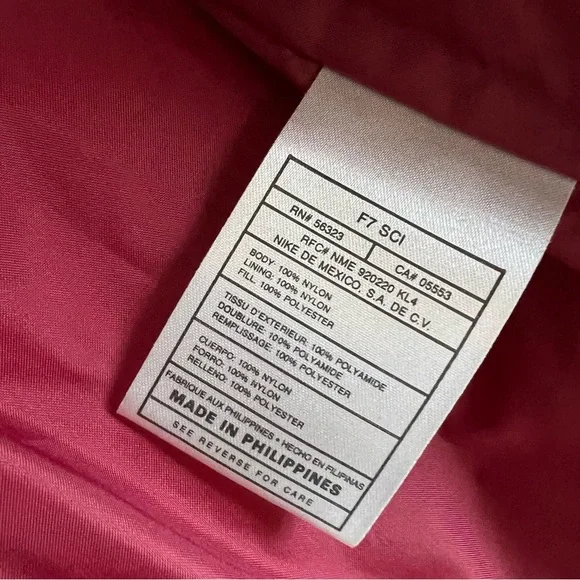 F7 SCI
RN# 56323
CA# 05553
RFC# NME 920220 KL4
NIKE DE MEXICO, S.A. DE C.V.
BODY: 100% NYLON
LINING: 100% NYLON
FILL: 100% POLYESTER
TISSU D'EXTERIEUR: 100% POLYAMIDE
DOUBLURE: 100% POLYAMIDE
REMPLISSAGE: 100% POLYESTER
CUERPO: 100% NYLON
FORRO: 100% NYLON
RELLENO: 100% POLYESTER
FABRIQUE AUX PHILIPPINES • HECHO EN FILIPINAS
MADE IN PHILIPPINES
SEE REVERSE FOR CARE